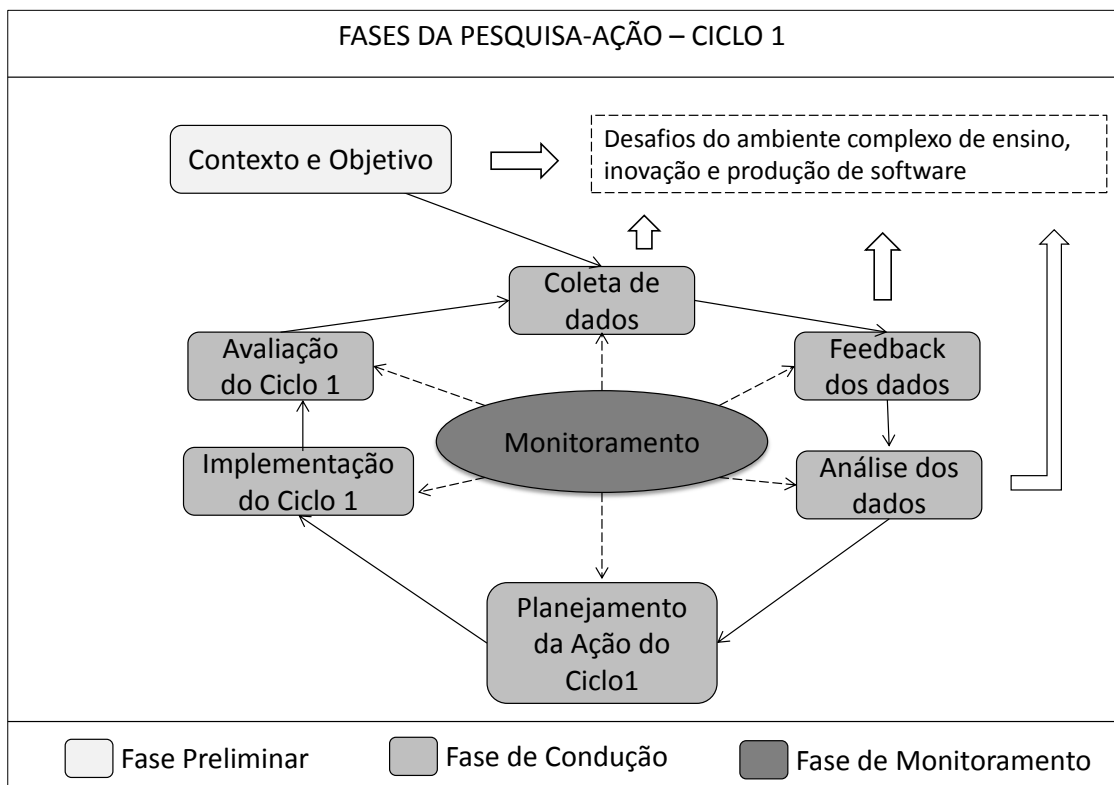 FASES DA PESQUISA-AÇÃO – CICLO 1
Contexto e Objetivo
Desafios do ambiente complexo de ensino,
inovação e produção de software
Coleta de
dados
Avaliação
do Ciclo 1
Feedback
dos dados
Monitoramento
Implementação
do Ciclo 1
Análise dos
dados
Planejamento
da Ação do
Ciclo1
Fase Preliminar
Fase de Condução
Fase de Monitoramento